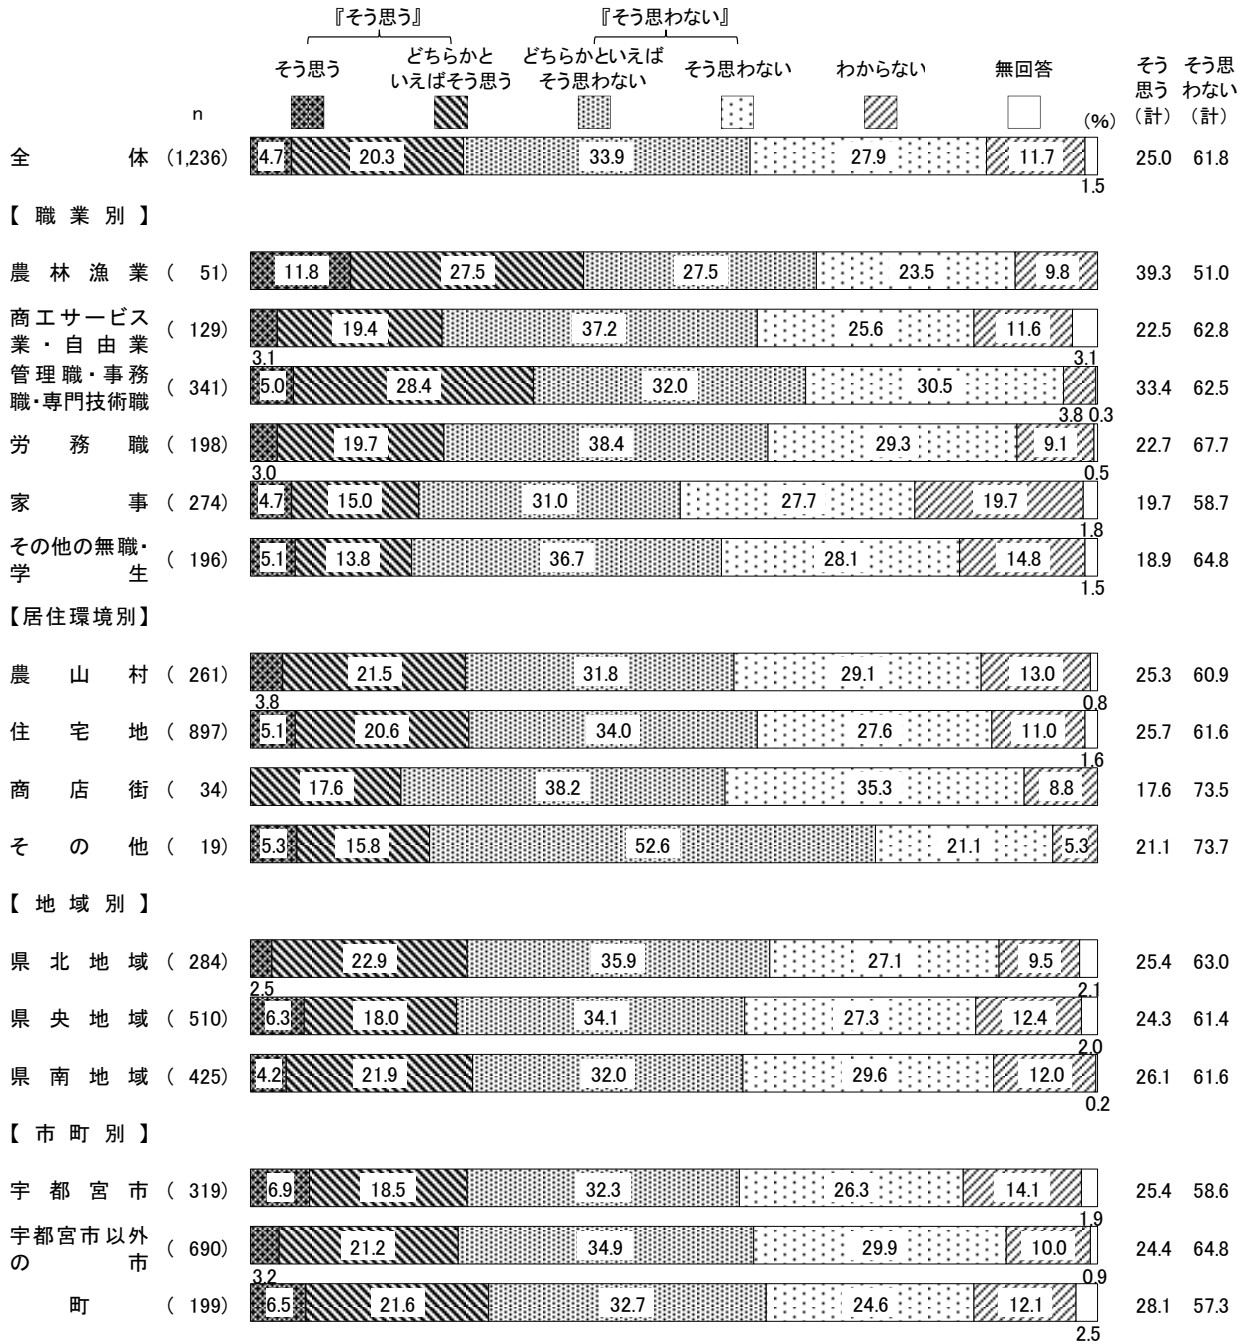 『そう思う』 『そう思わない』
そう思う どちらかと
いえばそう思う どちらかといえば
そう思わない そう思わない わからない 無回答 そう
思う
(計) そう思
わない
(計)
n (%)
全体 (1,236) 4.7 20.3 33.9 27.9 11.7 1.5 25.0 61.8
【職業別】
農林漁業 ( 51) 11.8 27.5 27.5 23.5 9.8 39.3 51.0
商工サービス
業・自由業 ( 129) 3.1 19.4 37.2 25.6 11.6 3.1 22.5 62.8
管理職・事務
職・専門技術職 ( 341) 5.0 28.4 32.0 30.5 3.8 0.3 33.4 62.5
労務職 ( 198) 3.0 19.7 38.4 29.3 9.1 0.5 22.7 67.7
家事 ( 274) 4.7 15.0 31.0 27.7 19.7 1.8 19.7 58.7
その他の無職・
学生 ( 196) 5.1 13.8 36.7 28.1 14.8 1.5 18.9 64.8
【居住環境別】
農山村 ( 261) 3.8 21.5 31.8 29.1 13.0 0.8 25.3 60.9
住宅地 ( 897) 5.1 20.6 34.0 27.6 11.0 1.6 25.7 61.6
商店街 ( 34) 17.6 38.2 35.3 8.8 17.6 73.5
その他 ( 19) 5.3 15.8 52.6 21.1 5.3 21.1 73.7
【地域別】
県北地域 ( 284) 2.5 22.9 35.9 27.1 9.5 2.1 25.4 63.0
県央地域 ( 510) 6.3 18.0 34.1 27.3 12.4 2.0 24.3 61.4
県南地域 ( 425) 4.2 21.9 32.0 29.6 12.0 0.2 26.1 61.6
【市町別】
宇都宮市 ( 319) 6.9 18.5 32.3 26.3 14.1 1.9 25.4 58.6
宇都宮市以外
の市 ( 690) 3.2 21.2 34.9 29.9 10.0 0.9 24.4 64.8
町 ( 199) 6.5 21.6 32.7 24.6 12.1 2.5 28.1 57.3